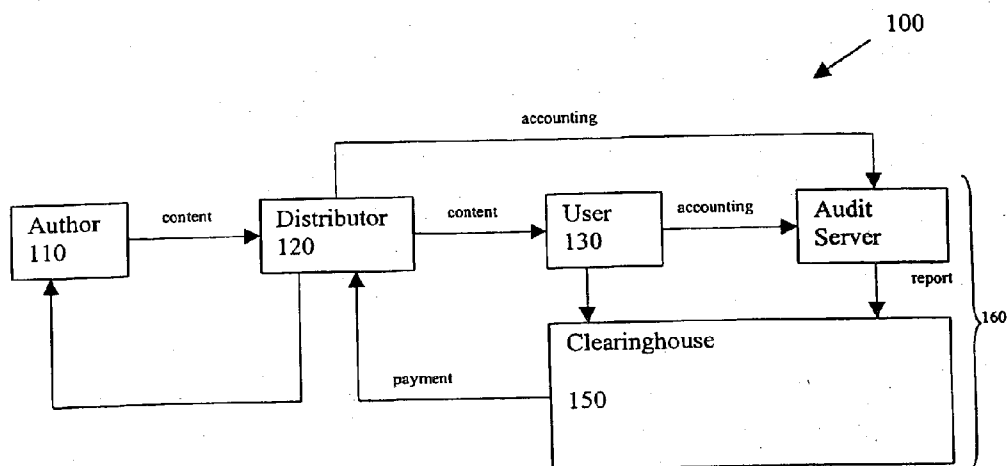 100
accounting
Author
110
content
Distributor
120
content
User
130
accounting
Audit
Server
report
160
Clearinghouse
150
payment